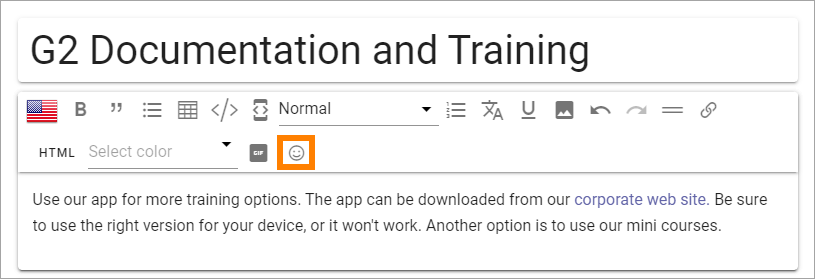 G2 Documentation and Training
B
Normal
U
HTML Select color GIF
Use our app for more training options. The app can be downloaded from our corporate web site. Be sure
to use the right version for your device, or it won't work. Another option is to use our mini courses.